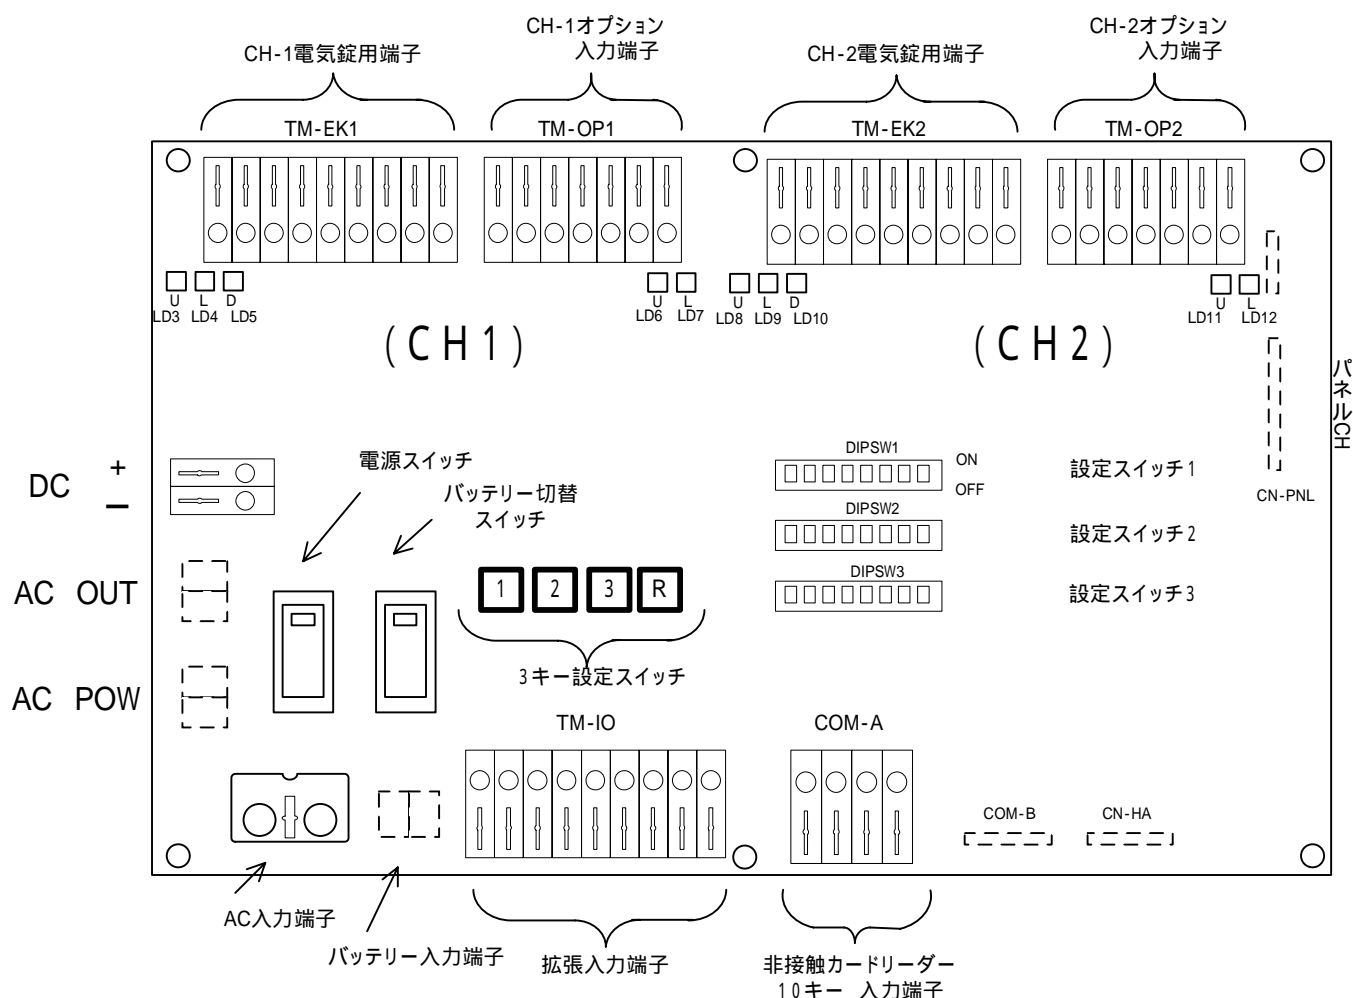 CH-1電気錠用端子
CH-1オプション
入力端子
CH-2電気錠用端子
CH-2オプション
入力端子
TM-EK1
TM-OP1
TM-EK2
TM-OP2
U L D
LD3 LD4 LD5
U L
LD6 LD7
U L D
LD8 LD9 LD10
U L
LD11 LD12
(CH1)
(CH2)
パネルCH
CN-PNL
DC + −
電源スイッチ
バッテリー切替
スイッチ
DIPSW1
ON
OFF
設定スイッチ1
DIPSW2
設定スイッチ2
DIPSW3
設定スイッチ3
AC OUT
1 2 3 R
3キー設定スイッチ
AC POW
TM-IO
COM-A
COM-B
CN-HA
AC入力端子
バッテリー入力端子
拡張入力端子
非接触カードリーダー
10キー 入力端子